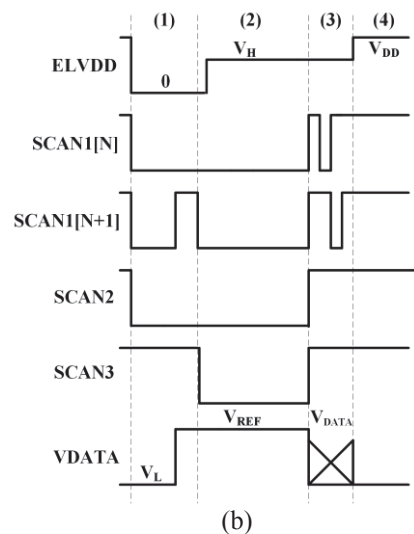 (1) (2) (3) (4)
ELVDD 0 V_H V_DD
SCAN1[N]
SCAN1[N+1]
SCAN2
SCAN3
VDATA V_L V_REF V_DATA
(b)